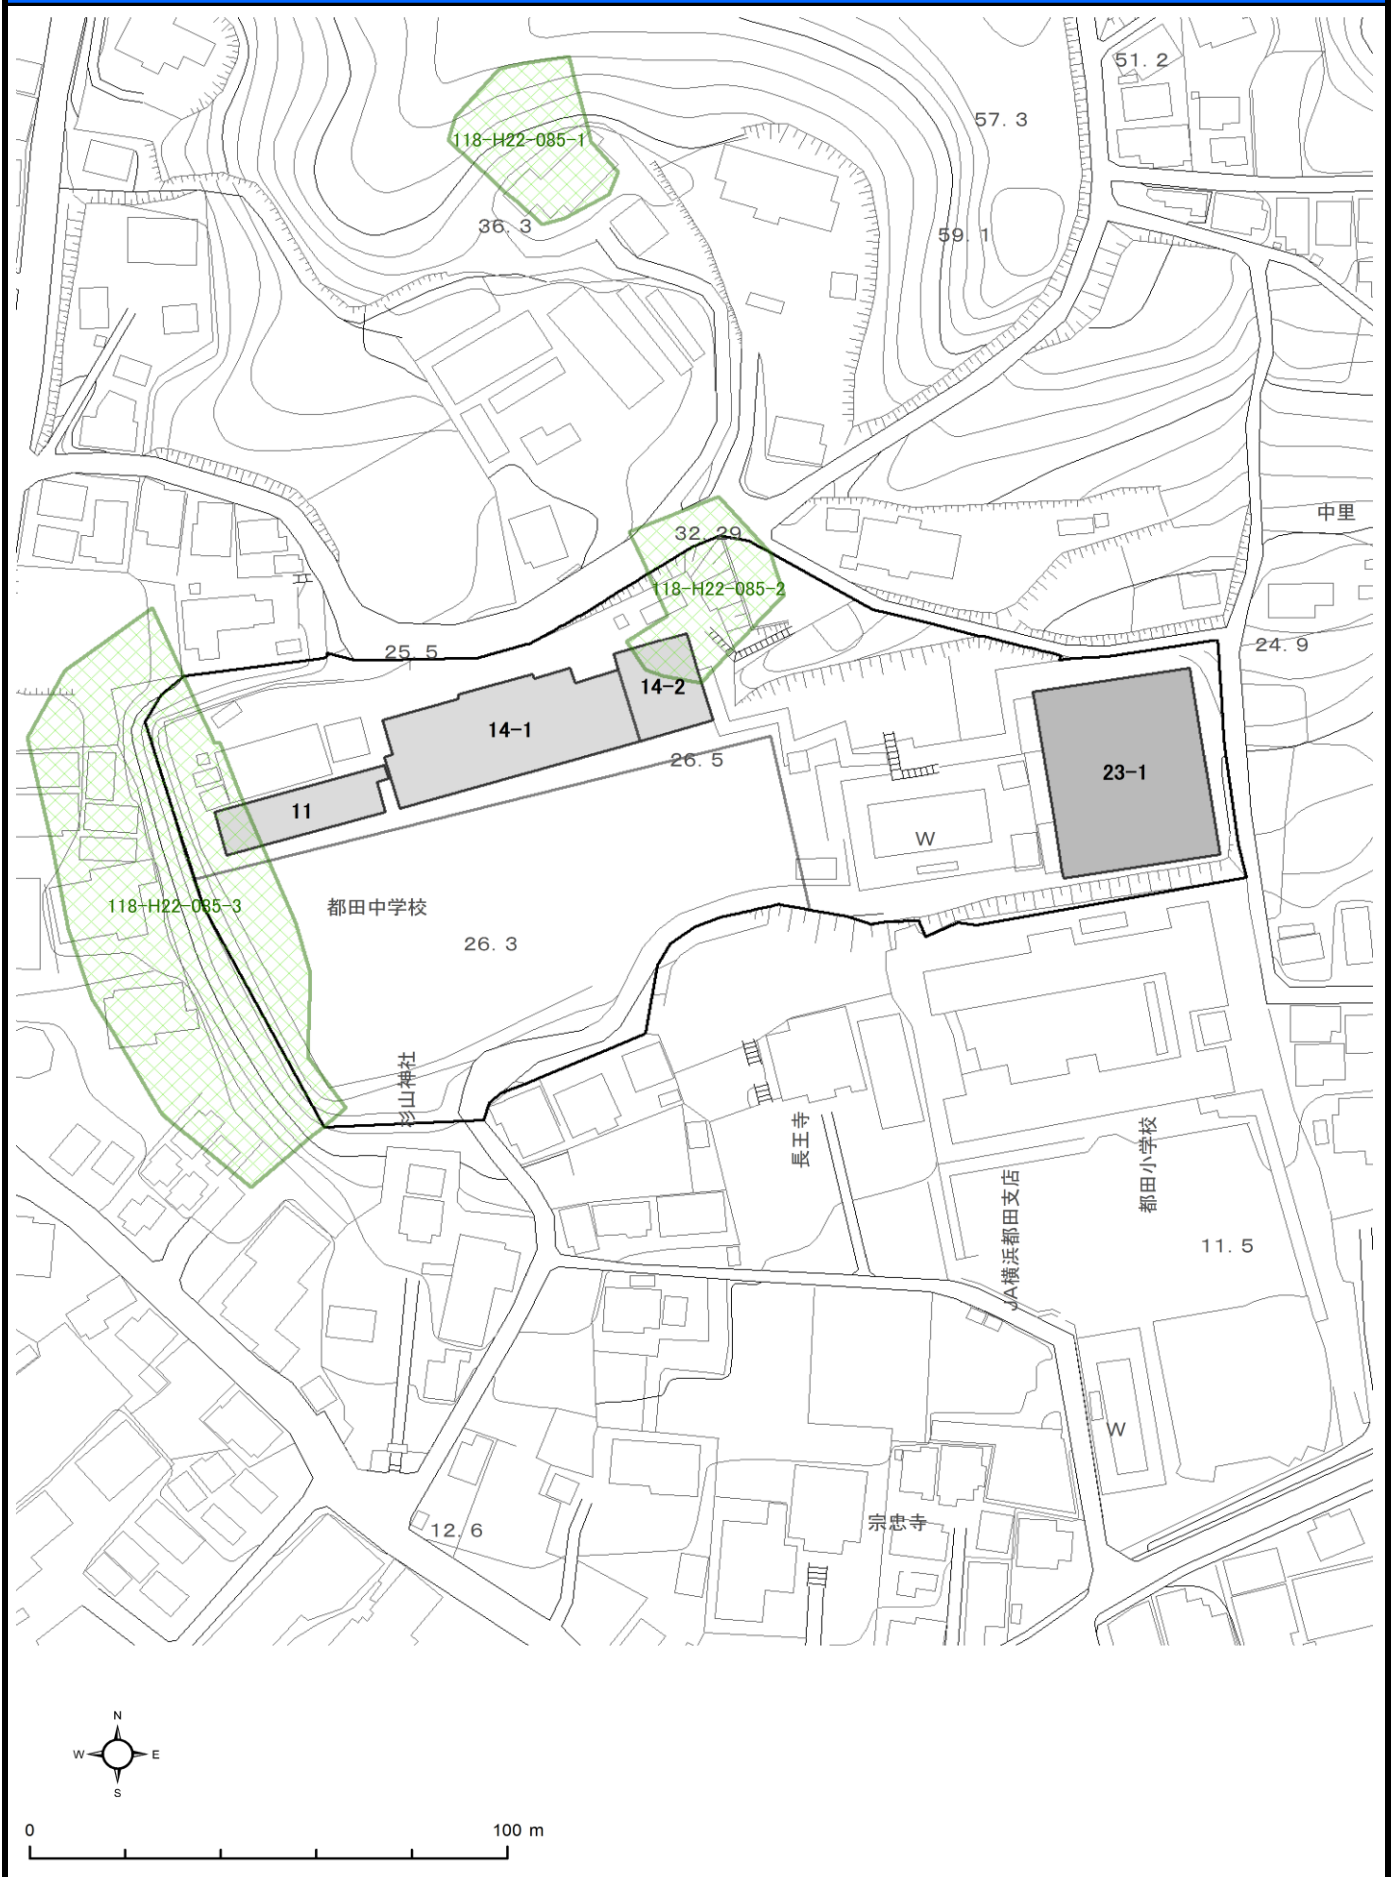 51. 2
57. 3
118-H22-085-1
36. 3
59. 1
中里
32. 29
118-H22-085-2
25. 5
24. 9
14-2
14-1
26. 5
23-1
11
W
118-H22-085-3
都田中学校
26. 3
杉山神社
長王寺
都田小学校
JA横浜都田支店
11. 5
W
宗忠寺
12. 6
N
W E
S
0 100 m